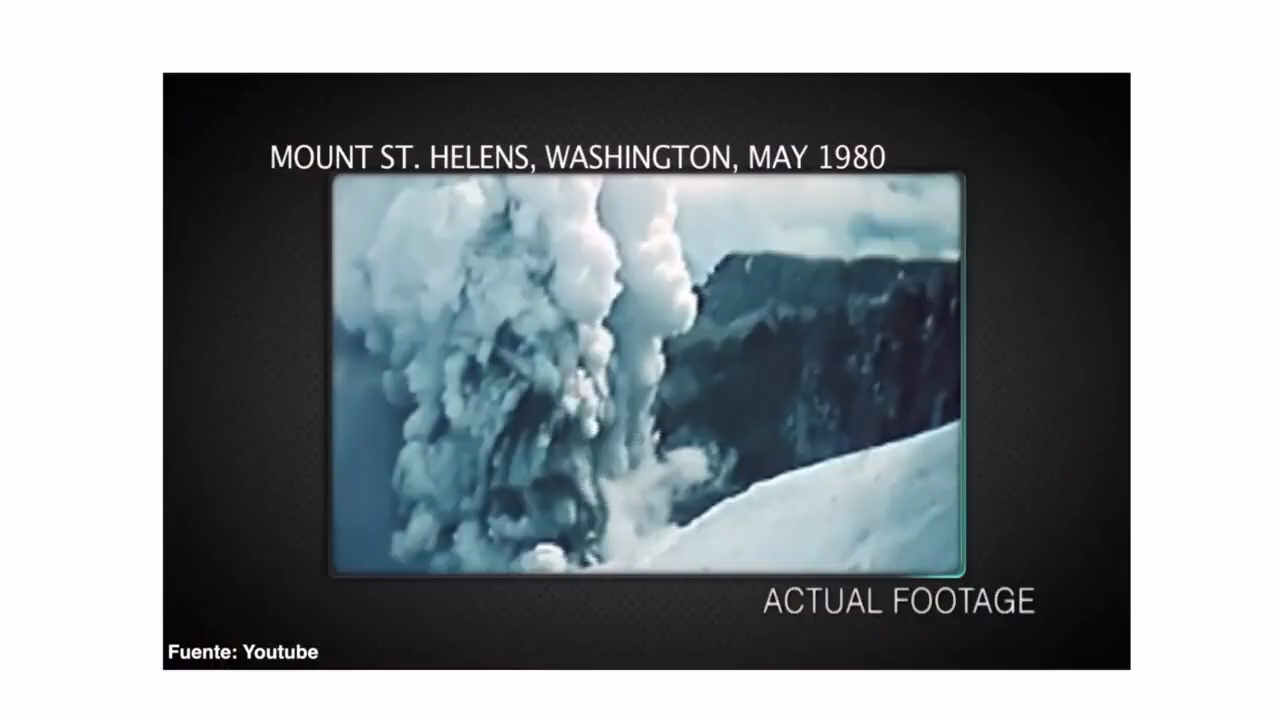 MOUNT ST. HELENS, WASHINGTON, MAY 1980
ACTUAL FOOTAGE
Fuente: Youtube